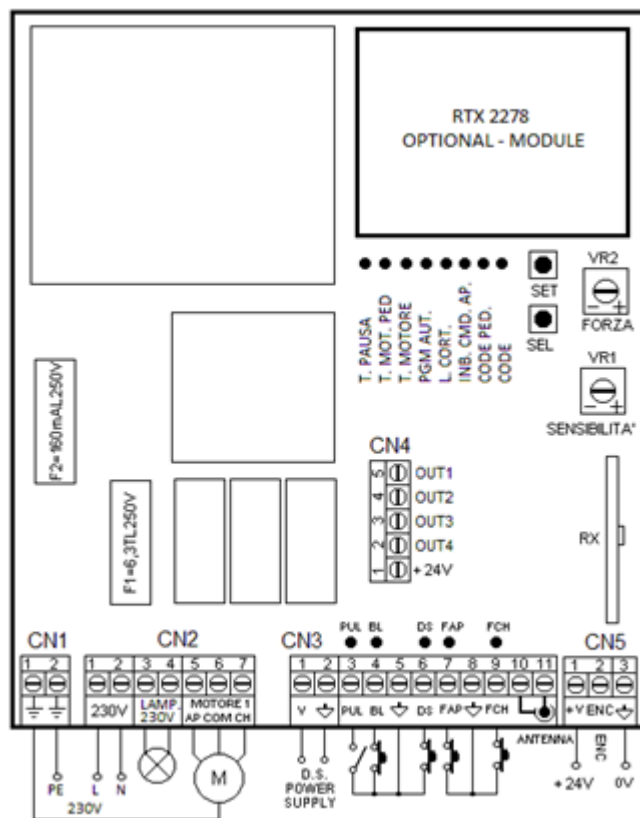 RTX 2278
OPTIONAL - MODULE
VR2
SET
FORZA
SEL
T. PAUSA
T. MOT. PED
T. MOTORE
PGM AUT.
L. CORT.
INB. CMD. AP.
CODE PED.
CODE
VR1
- +
SENSIBILITA'
F2=160mAL250V
F1=6,3TL250V
CN4
5 OUT1
4 OUT2
3 OUT3
2 OUT4
1 +24V
RX
PUL BL DS FAP FCH
CN1 CN2 CN3 CN5
1 2 1 2 3 4 5 6 7 1 2 3 4 5 6 7 8 9 10 11 1 2 3
230V LAMP. 230V MOTORE 1 AP COM CH V PUL BL DS FAP FCH +V ENC
ANTENNA
PE L N M
230V
D.S.
POWER
SUPPLY
ENC
+24V 0V